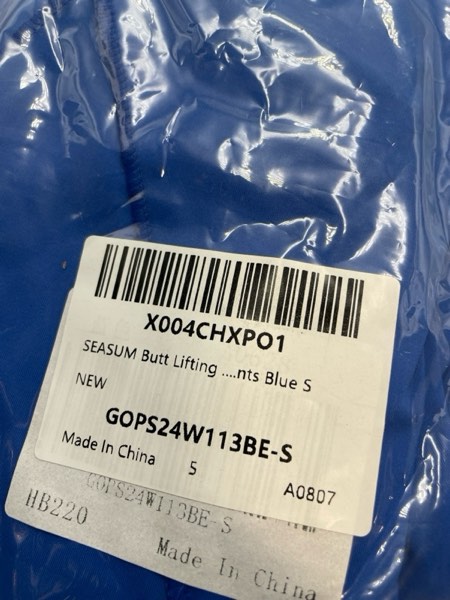 X004CHXPO1
SEASUM Butt Lifting ....nts Blue S
NEW
GOPS24W113BE-S
Made In China 5 A0807
GOPS24W113BE-S
HB220
Made In China